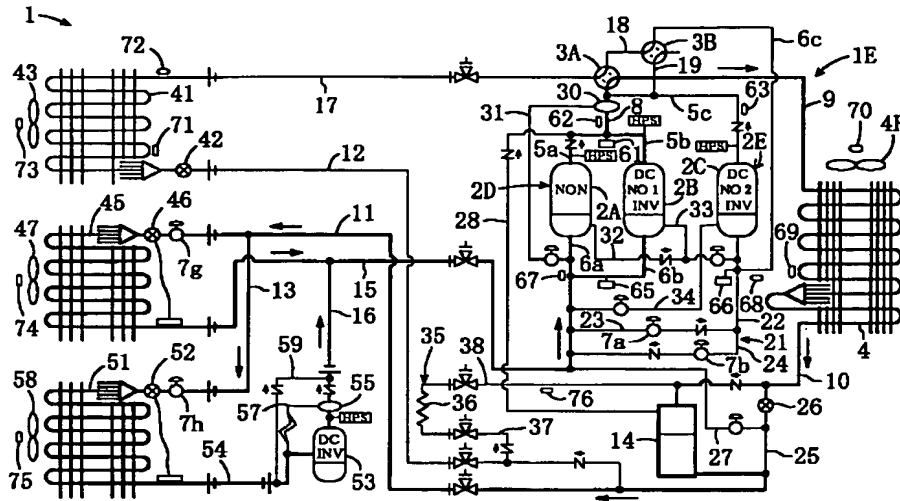 1
72
43
41
73
71
42
17
12
3A
18
3B
6c
19
1E
30
31
8
5c
63
62
HPS
61
5b
2E
70
4F
9
5a
HPS
2C
2D
NON
DC
NO 1
INV
2B
DC
NO 2
INV
2A
28
33
32
45
46
11
47
7g
74
13
15
16
67
6a
6b
65
34
66
68
69
23
7a
22
21
24
7b
4
10
51
52
59
35
38
36
76
58
57
55
HPS
7h
37
14
26
27
25
75
54
DC
INV
53